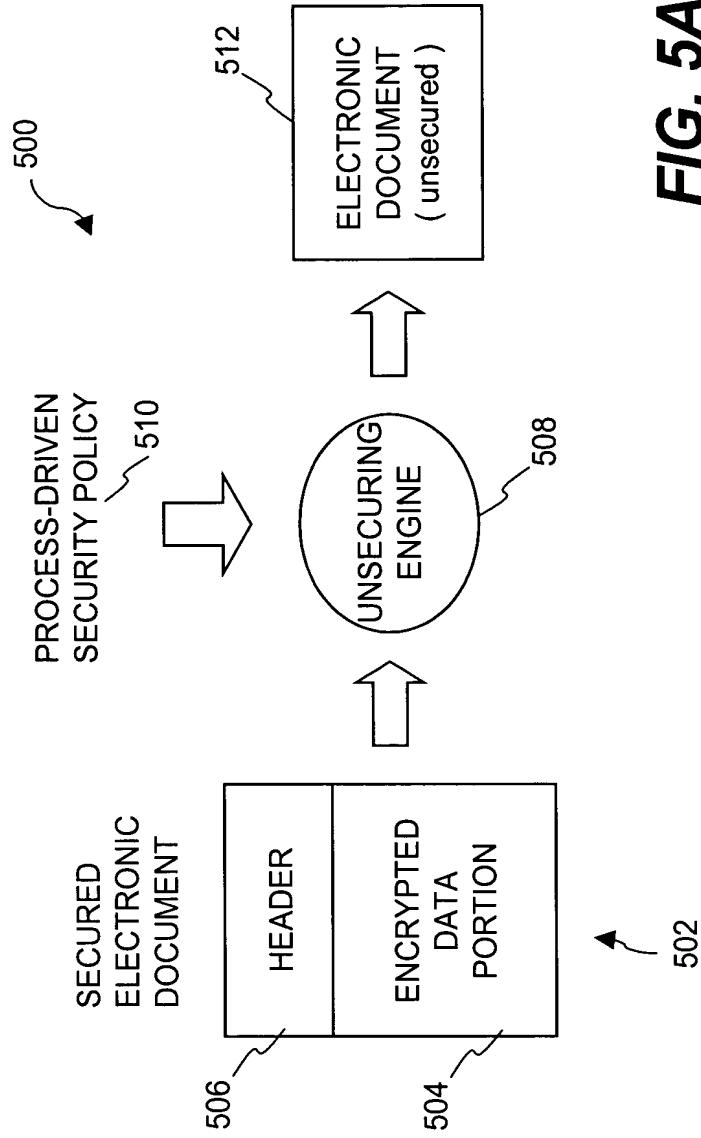 500
PROCESS-DRIVEN
SECURITY POLICY
510
SECURED
ELECTRONIC
DOCUMENT
506
HEADER
504
ENCRYPTED
DATA
PORTION
502
UNSECURING
ENGINE
508
512
ELECTRONIC
DOCUMENT
( unsecured )
FIG. 5A